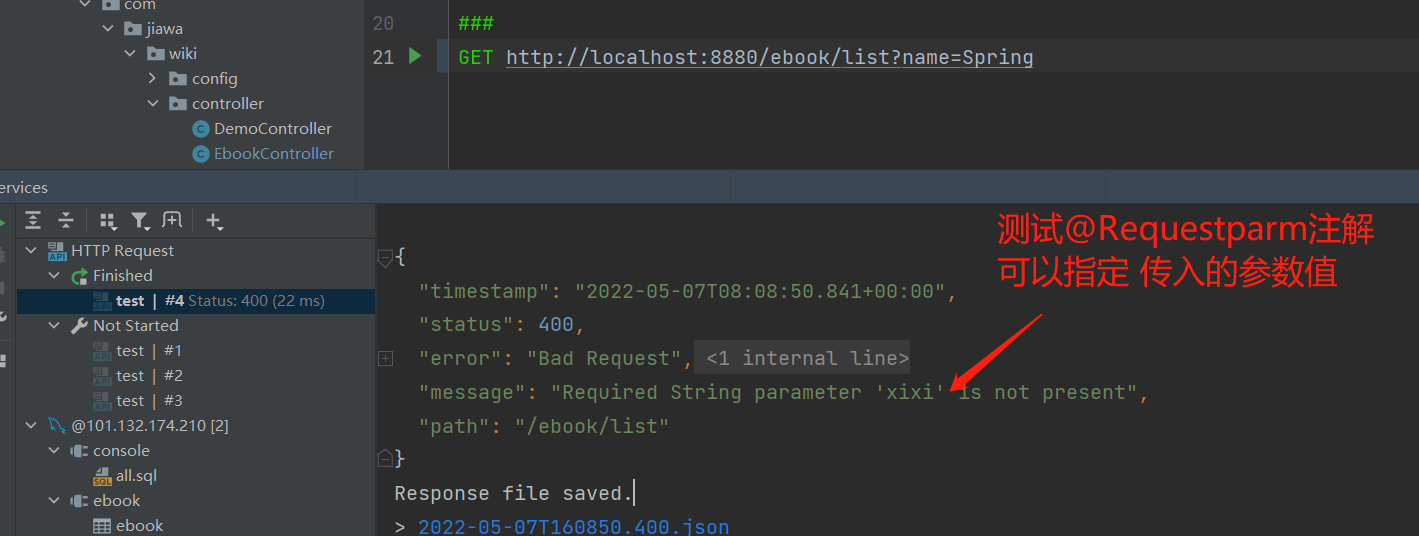 com
jiawa
wiki
config
controller
DemoController
EbookController
20 ###
21 GET http://localhost:8880/ebook/list?name=Spring
ervices
HTTP Request
Finished
test | #4 Status: 400 (22 ms)
Not Started
test | #1
test | #2
test | #3
@101.132.174.210 [2]
console
all.sql
ebook
ebook
测试@Requestparm注解
可以指定 传入的参数值
{
"timestamp": "2022-05-07T08:08:50.841+00:00",
"status": 400,
"error": "Bad Request", <1 internal line>
"message": "Required String parameter 'xixi' is not present",
"path": "/ebook/list"
}
Response file saved.
> 2022-05-07T160850.400.json